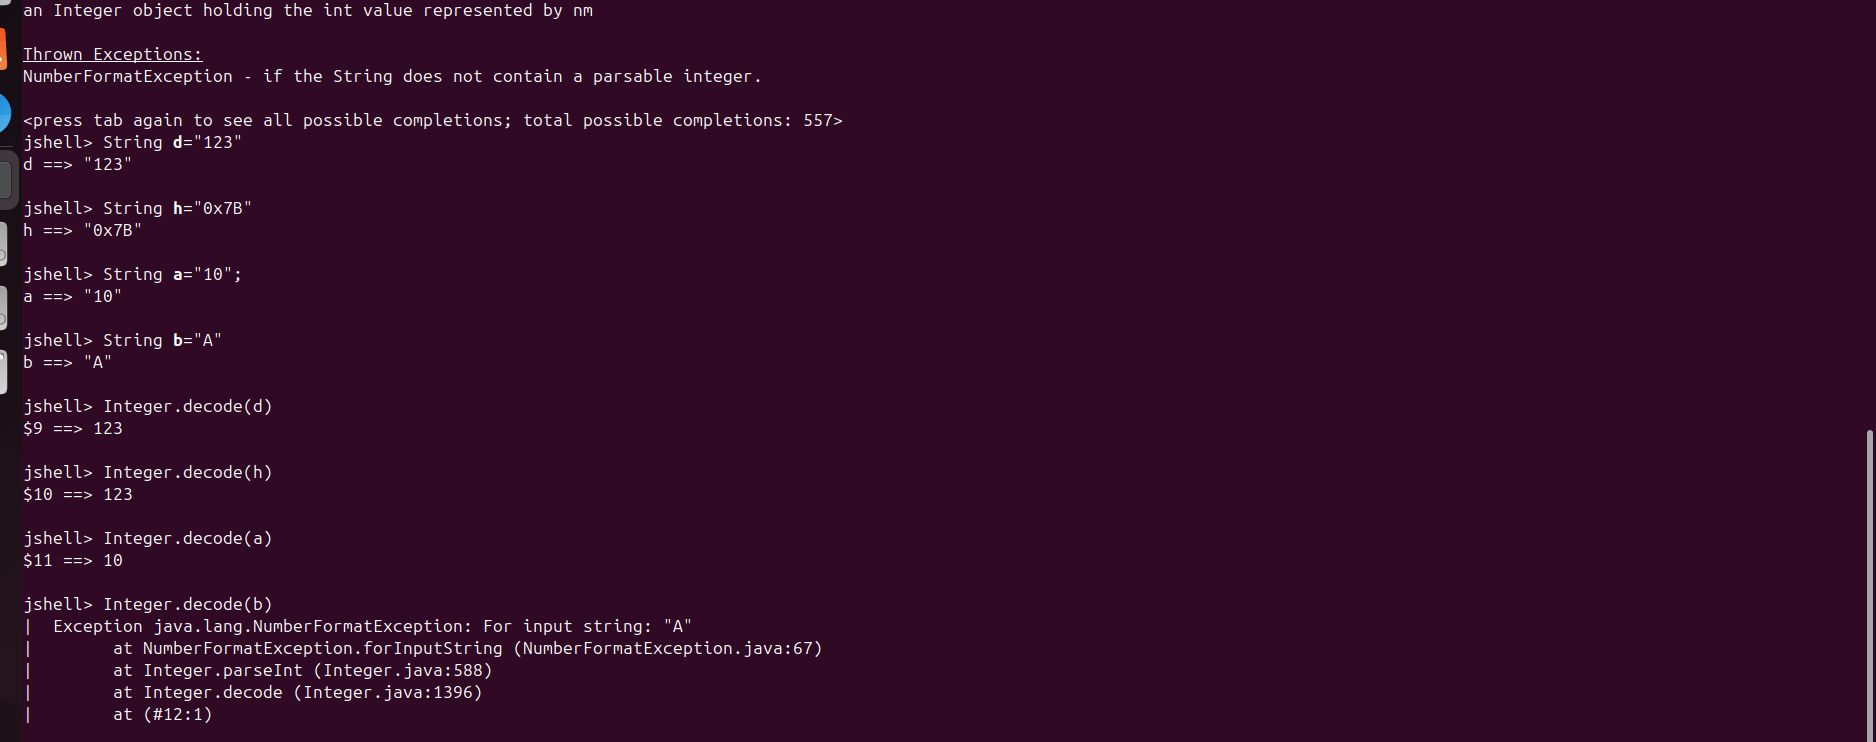 an Integer object holding the int value represented by nm
Thrown Exceptions:
NumberFormatException - if the String does not contain a parsable integer.
<press tab again to see all possible completions; total possible completions: 557>
jshell> String d="123"
d ==> "123"
jshell> String h="0x7B"
h ==> "0x7B"
jshell> String a="10";
a ==> "10"
jshell> String b="A"
b ==> "A"
jshell> Integer.decode(d)
$9 ==> 123
jshell> Integer.decode(h)
$10 ==> 123
jshell> Integer.decode(a)
$11 ==> 10
jshell> Integer.decode(b)
|  Exception java.lang.NumberFormatException: For input string: "A"
|        at NumberFormatException.forInputString (NumberFormatException.java:67)
|        at Integer.parseInt (Integer.java:588)
|        at Integer.decode (Integer.java:1396)
|        at (#12:1)